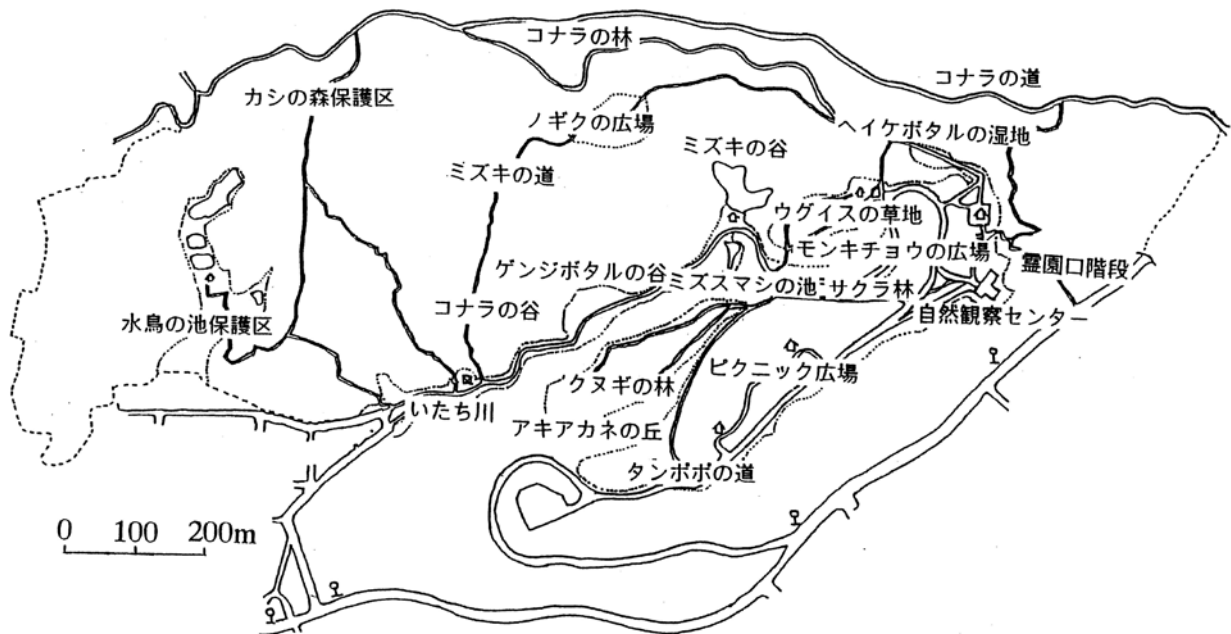 コナラの林
コナラの道
カシの森保護区
ノギクの広場
ヘイケボタルの湿地
ミズキの谷
ミズキの道
ウグイスの草地
モンキチョウの広場
ゲンジボタルの谷
霊園口階段
ミズスマシの池
サクラ林
コナラの谷
自然観察センター
水鳥の池保護区
ピクニック広場
クヌギの林
いたち川
アキアカネの丘
タンポポの道
0 100 200m